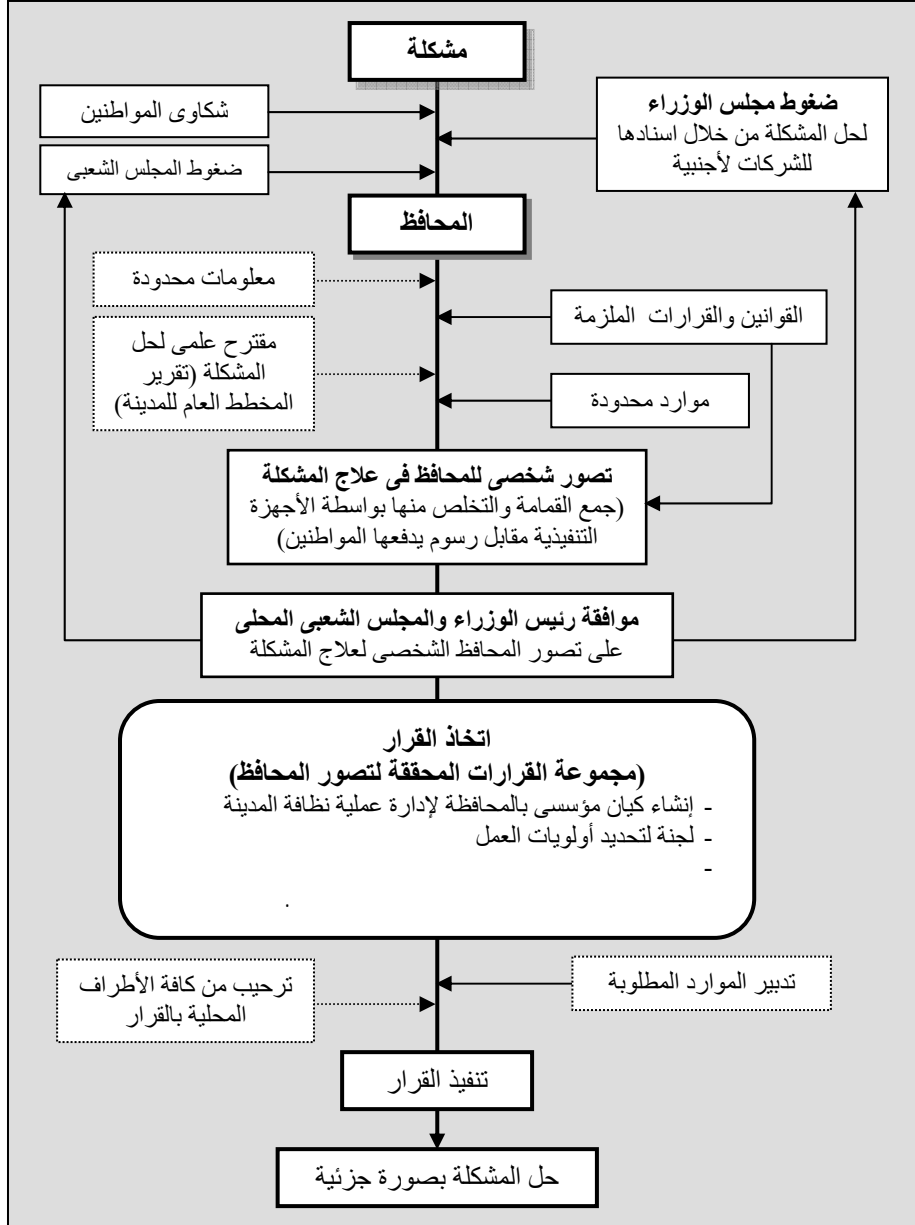 مشكلة
شكاوى المواطنين
ضغوط مجلس الوزراء
لحل المشكلة من خلال اسنادها
للشركات لأجنبية
ضغوط المجلس الشعبى
المحافظ
معلومات محدودة
القوانين والقرارات الملزمة
مقترح علمى لحل
المشكلة (تقرير
المخطط العام للمدينة)
موارد محدودة
تصور شخصى للمحافظ فى علاج المشكلة
(جمع القمامة والتخلص منها بواسطة الأجهزة
التنفيذية مقابل رسوم يدفعها المواطنين)
موافقة رئيس الوزراء والمجلس الشعبى المحلى
على تصور المحافظ الشخصى لعلاج المشكلة
اتخاذ القرار
(مجموعة القرارات المحققة لتصور المحافظ)
- إنشاء كيان مؤسسى بالمحافظة لإدارة عملية نظافة المدينة
- لجنة لتحديد أولويات العمل
-
.
تدبير الموارد المطلوبة
ترحيب من كافة الأطراف
المحلية بالقرار
تنفيذ القرار
حل المشكلة بصورة جزئية